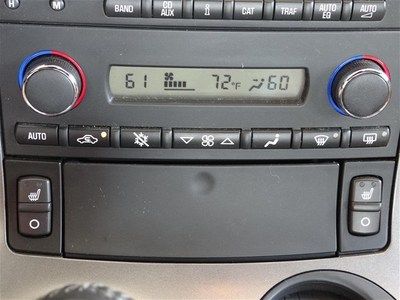 H M BAND CD AUX i CAT TRAF AUTO EQ AUTO
61 72°F 60
AUTO